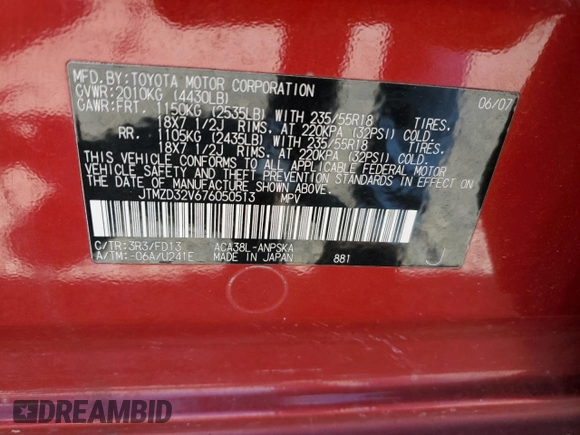 MFD.BY:TOYOTA MOTOR CORPORATION 06/07
GVWR:2010KG (4430LB)
GAWR:FRT. 1150KG (2535LB) WITH 235/55R18 TIRES.
18X7 1/2J RIMS. AT 220KPA (32PSI) COLD.
RR. 1105KG (2435LB) WITH 235/55R18 TIRES.
18X7 1/2J RIMS. AT 220KPA (32PSI) COLD.
THIS VEHICLE CONFORMS TO ALL APPLICABLE FEDERAL MOTOR
VEHICLE SAFETY AND THEFT PREVENTION STANDARDS IN EFFECT
ON THE DATE OF MANUFACTURE SHOWN ABOVE.
JTMZD32V676050513 MPV
C/TR:3R3/FD13 ACA38L-ANPSKA J
A/TM:-06A/U241E MADE IN JAPAN 881
DREAMBID